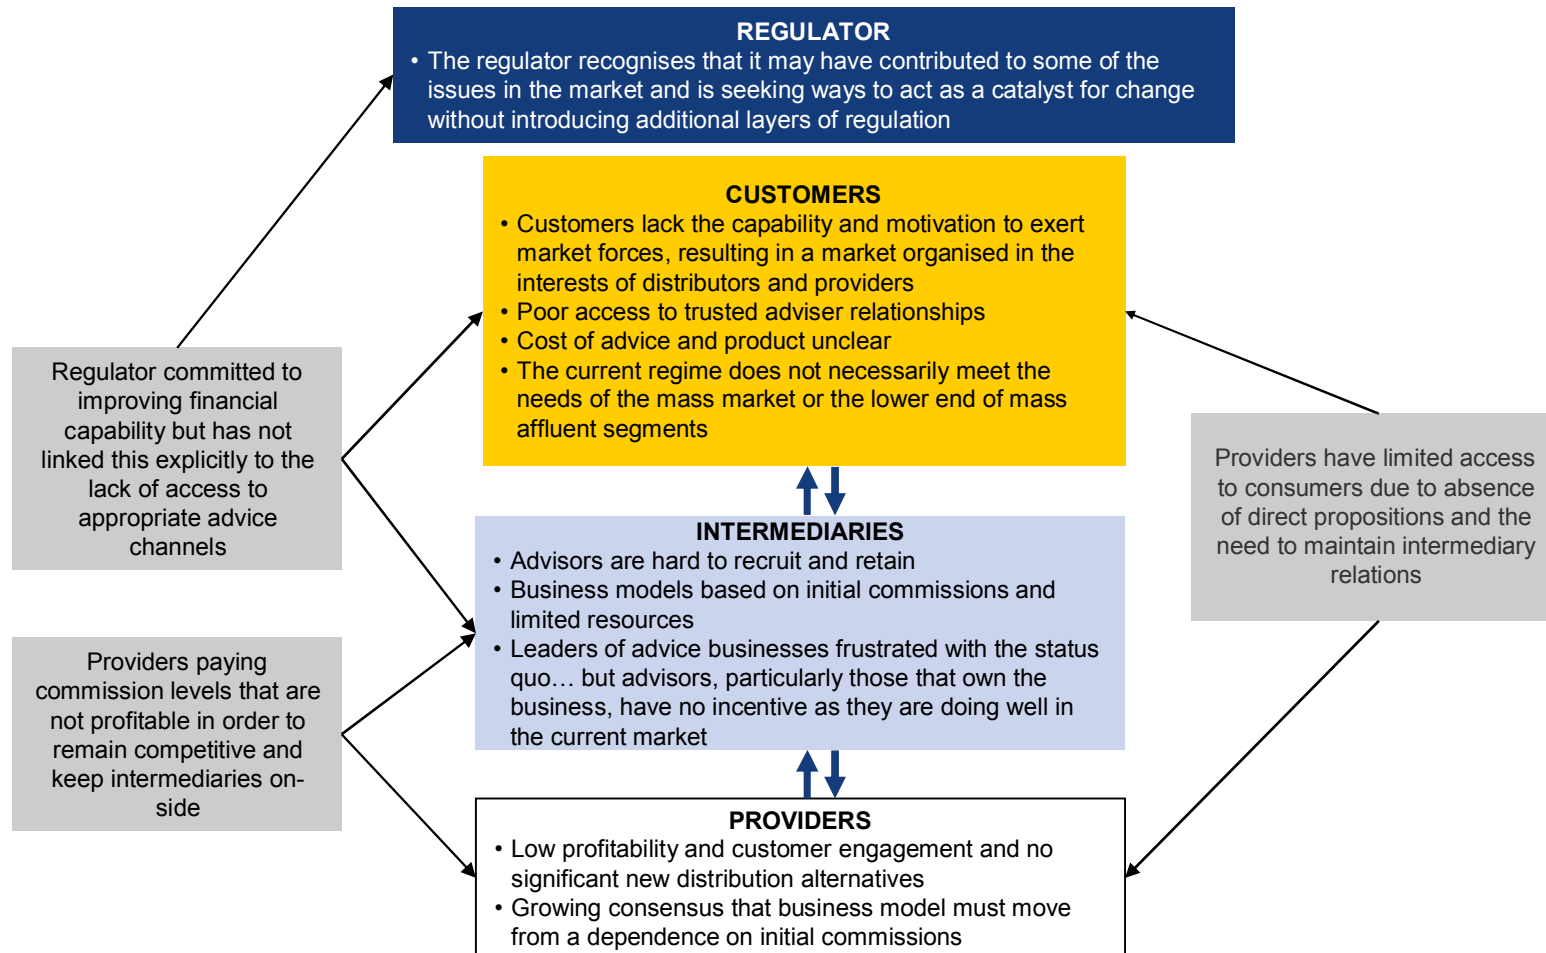 REGULATOR
• The regulator recognises that it may have contributed to some of the
issues in the market and is seeking ways to act as a catalyst for change
without introducing additional layers of regulation
CUSTOMERS
• Customers lack the capability and motivation to exert
market forces, resulting in a market organised in the
interests of distributors and providers
• Poor access to trusted adviser relationships
• Cost of advice and product unclear
• The current regime does not necessarily meet the
needs of the mass market or the lower end of mass
affluent segments
Regulator committed to
improving financial
capability but has not
linked this explicitly to the
lack of access to
appropriate advice
channels
Providers have limited access
to consumers due to absence
of direct propositions and the
need to maintain intermediary
relations
INTERMEDIARIES
• Advisors are hard to recruit and retain
• Business models based on initial commissions and
limited resources
• Leaders of advice businesses frustrated with the status
quo… but advisors, particularly those that own the
business, have no incentive as they are doing well in
the current market
Providers paying
commission levels that are
not profitable in order to
remain competitive and
keep intermediaries on-
side
PROVIDERS
• Low profitability and customer engagement and no
significant new distribution alternatives
• Growing consensus that business model must move
from a dependence on initial commissions